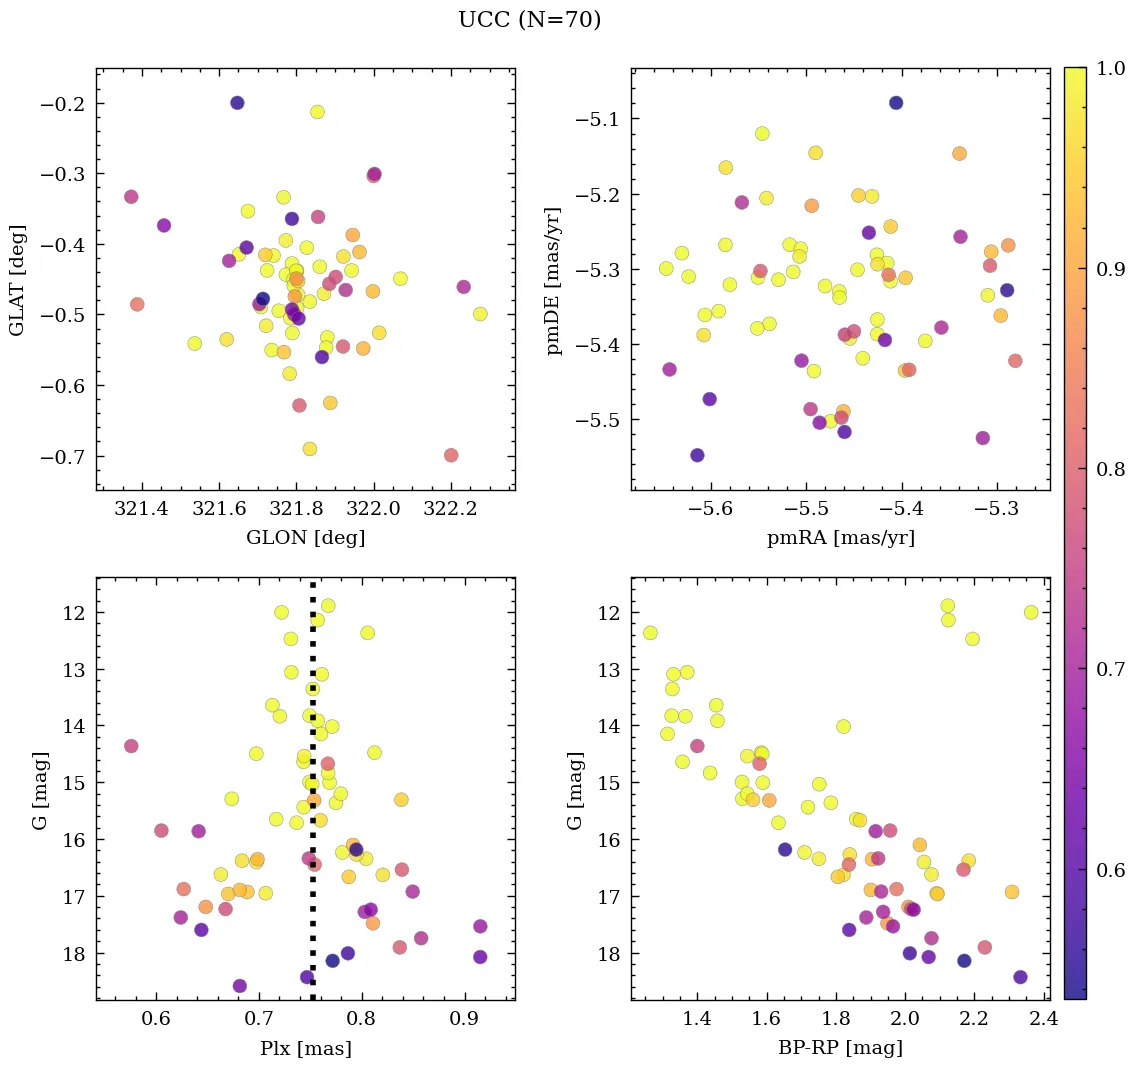 UCC (N=70)
−0.2
−0.3
−0.4
−0.5
−0.6
−0.7
GLAT [deg]
321.4 321.6 321.8 322.0 322.2
GLON [deg]
−5.1
−5.2
−5.3
−5.4
−5.5
pmDE [mas/yr]
−5.6 −5.5 −5.4 −5.3
pmRA [mas/yr]
1.0
0.9
0.8
0.7
0.6
12
13
14
15
16
17
18
G [mag]
0.6 0.7 0.8 0.9
Plx [mas]
12
13
14
15
16
17
18
G [mag]
1.4 1.6 1.8 2.0 2.2 2.4
BP-RP [mag]